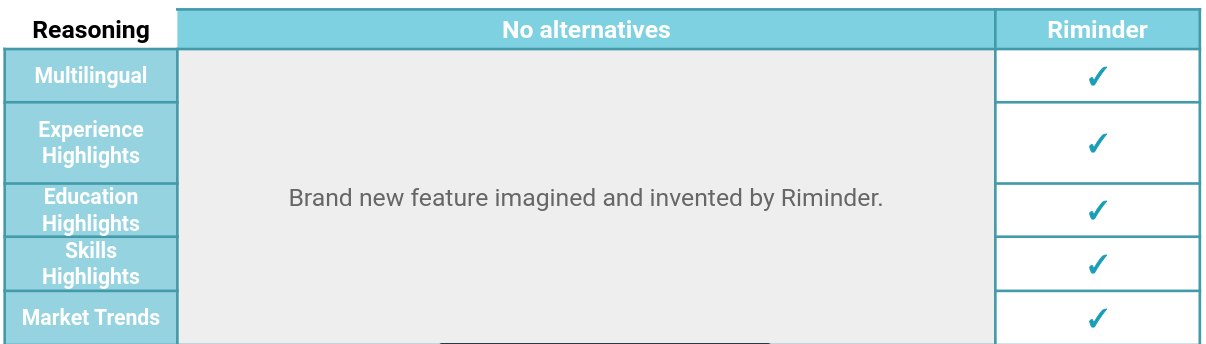 Reasoning No alternatives Riminder
Multilingual ✓
Experience
Highlights ✓
Brand new feature imagined and invented by Riminder.
Education
Highlights ✓
Skills
Highlights ✓
Market Trends ✓